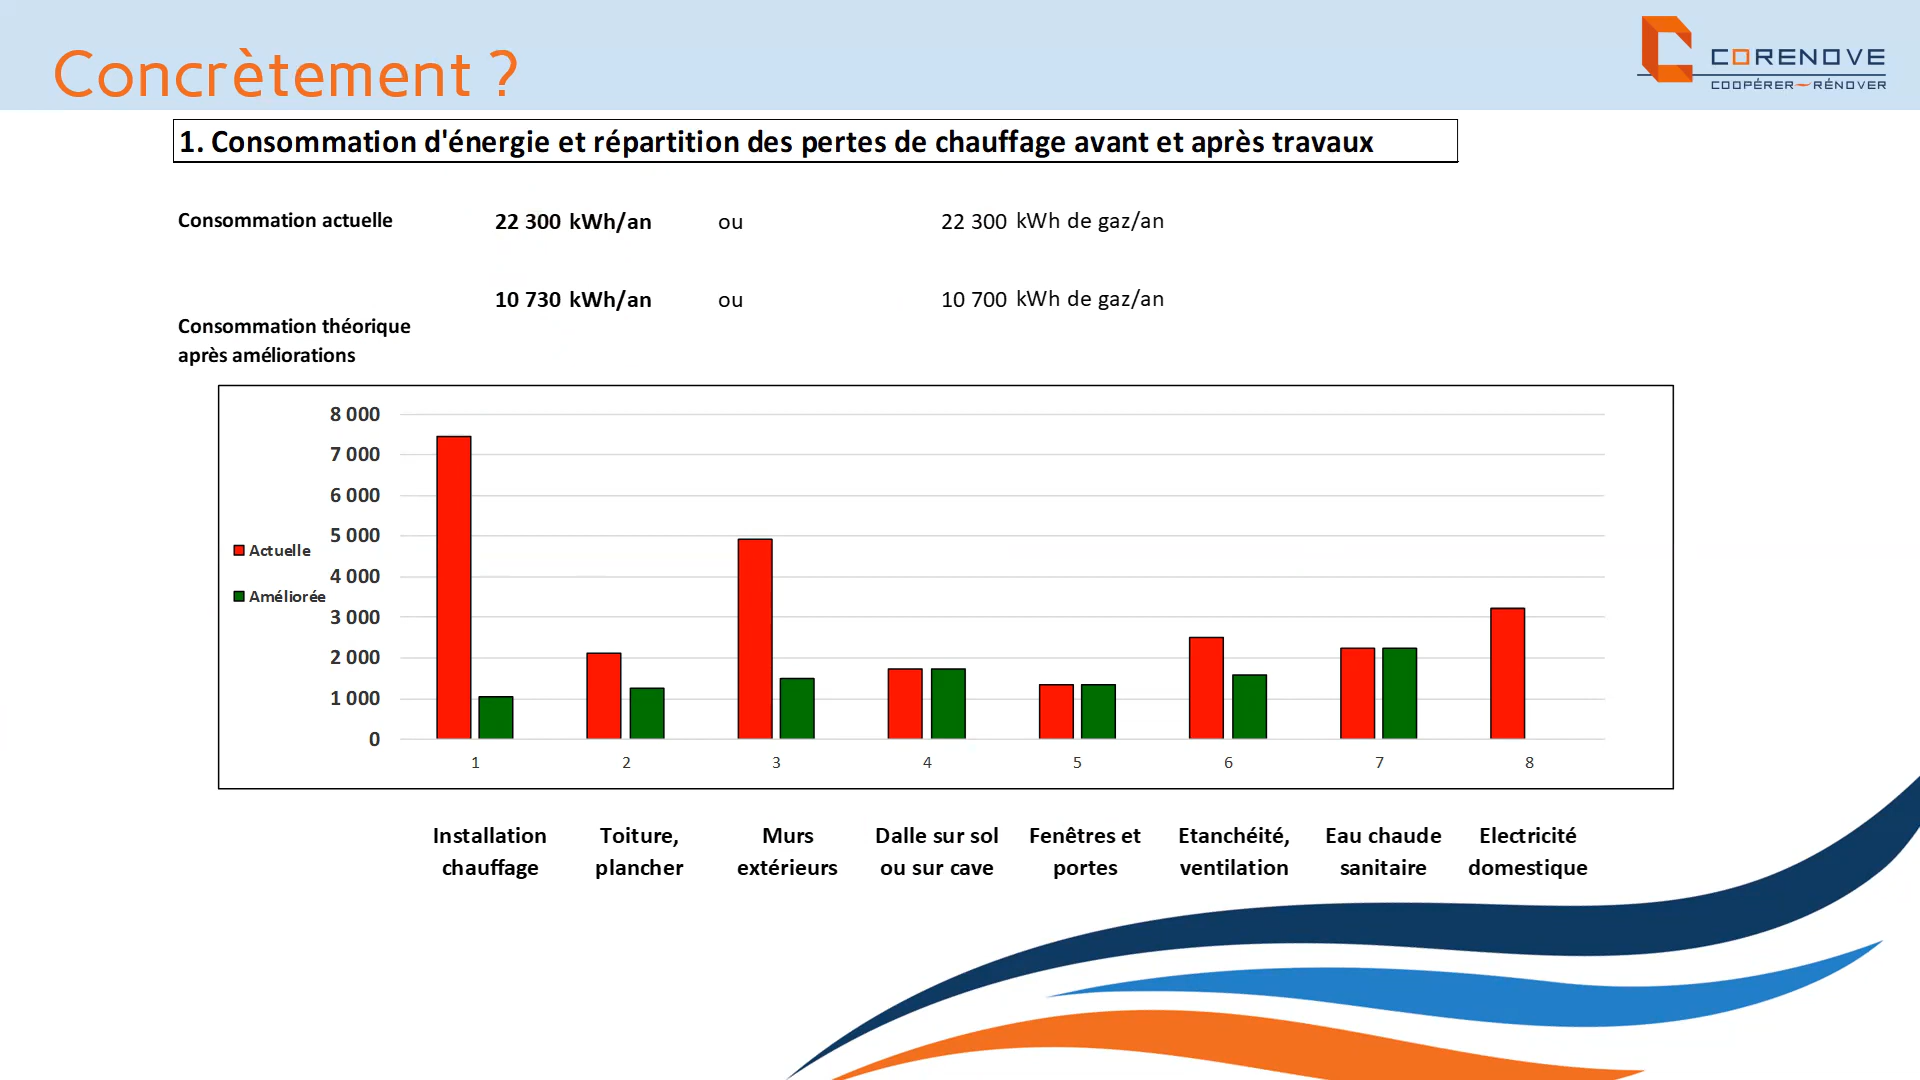 Concrètement ?
CORENOVE
COOPÉRER RÉNOVER
1. Consommation d'énergie et répartition des pertes de chauffage avant et après travaux
Consommation actuelle 22 300 kWh/an ou 22 300 kWh de gaz/an
10 730 kWh/an ou 10 700 kWh de gaz/an
Consommation théorique
après améliorations
8 000
7 000
6 000
5 000
Actuelle
4 000
Améliorée
3 000
2 000
1 000
0
1 2 3 4 5 6 7 8
Installation Toiture, Murs Dalle sur sol Fenêtres et Etanchéité, Eau chaude Electricité
chauffage plancher extérieurs ou sur cave portes ventilation sanitaire domestique